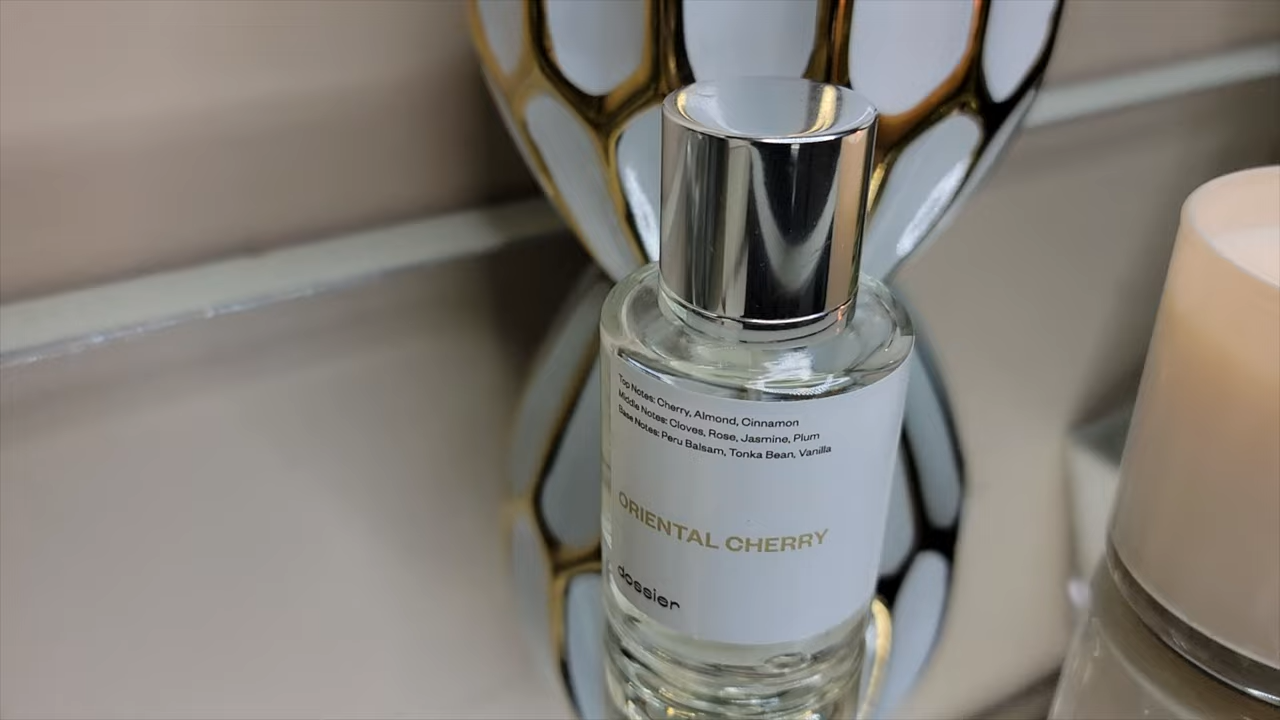 Top Notes: Cherry, Almond, Cinnamon
Middle Notes: Cloves, Rose, Jasmine, Plum
Base Notes: Peru Balsam, Tonka Bean, Vanilla
ORIENTAL CHERRY
dossier